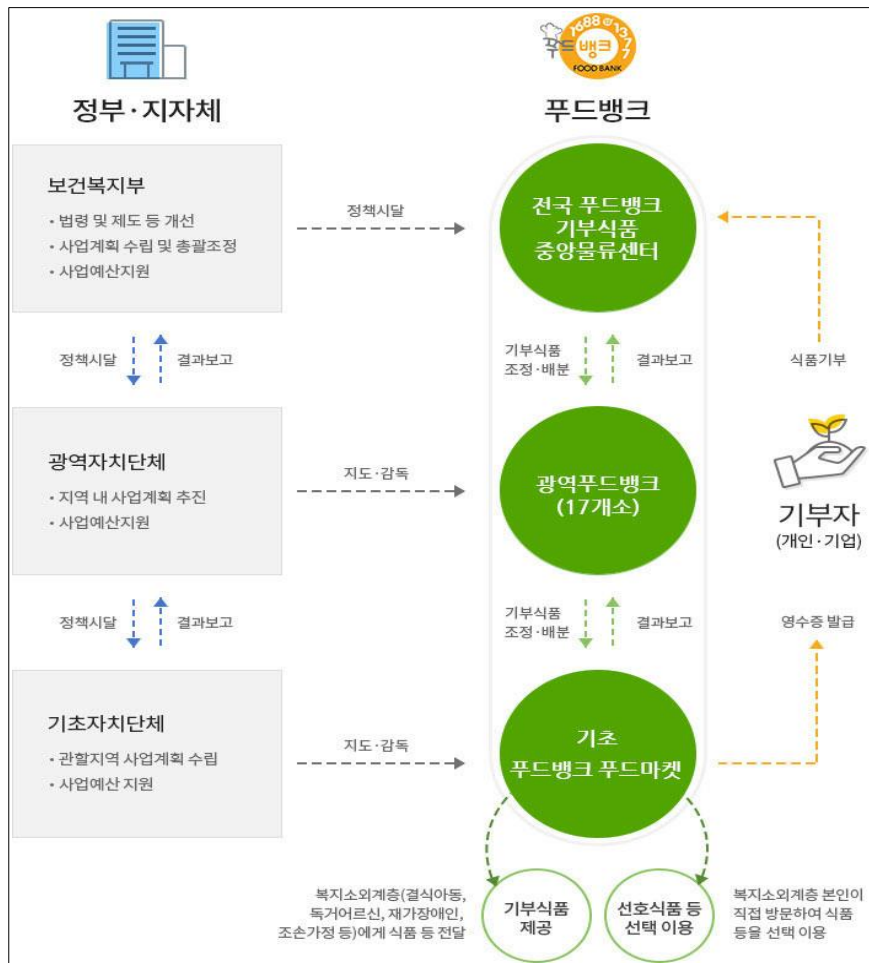 1688 1377
푸드 뱅크
FOOD BANK
정부·지자체
푸드뱅크
보건복지부
• 법령 및 제도 등 개선
• 사업계획 수립 및 총괄조정
• 사업예산지원
정책시달
전국 푸드뱅크
기부식품
중앙물류센터
정책시달
결과보고
기부식품
조정·배분
결과보고
식품기부
광역자치단체
• 지역 내 사업계획 추진
• 사업예산지원
지도·감독
광역푸드뱅크
(17개소)
기부자
(개인·기업)
정책시달
결과보고
기부식품
조정·배분
결과보고
영수증 발급
기초자치단체
• 관할지역 사업계획 수립
• 사업예산 지원
지도·감독
기초
푸드뱅크 푸드마켓
복지소외계층(결식아동,
독거어르신, 재가장애인,
조손가정 등)에게 식품 등 전달
기부식품
제공
선호식품 등
선택 이용
복지소외계층 본인이
직접 방문하여 식품
등을 선택 이용